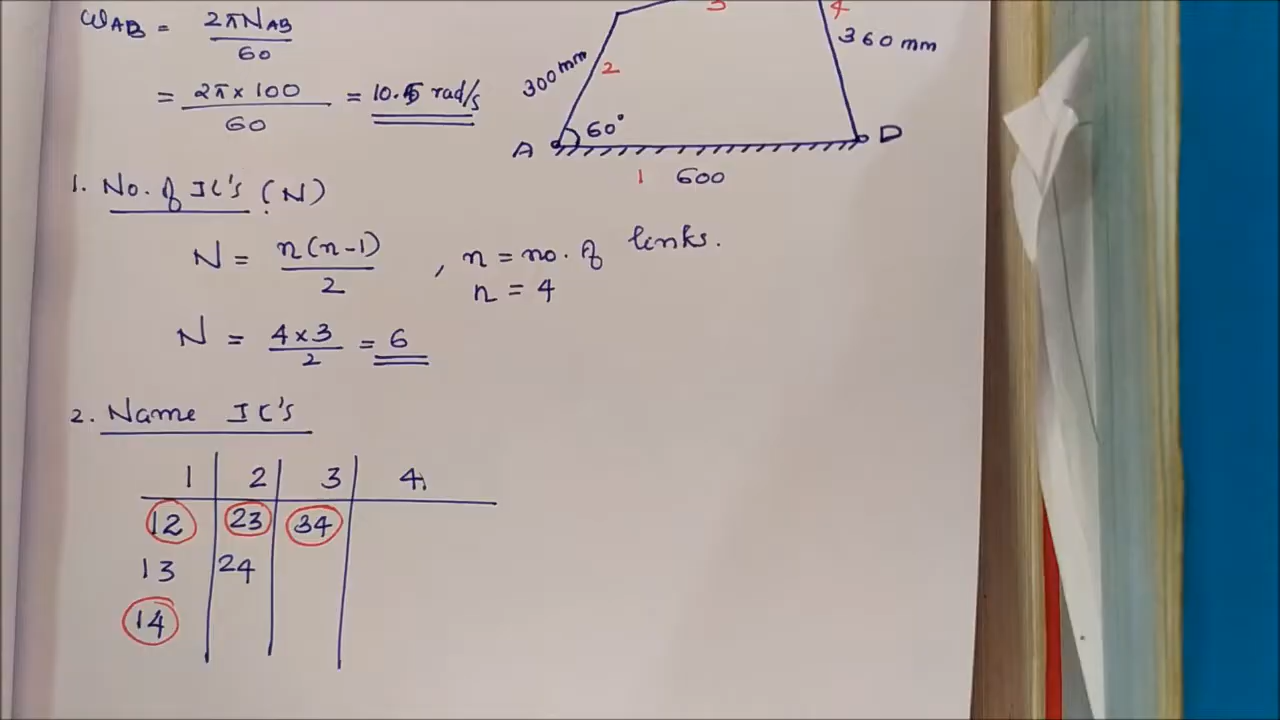 ω_AB = 2πN_AB / 60
= 2π × 100 / 60 = 10.5 rad/s
3
4
360 mm
300 mm
2
60°
A
D
1 600
1. No. of IC's (N)
N = n(n-1) / 2 , n = no. of links.
n = 4
N = 4 × 3 / 2 = 6
2. Name IC's
1 2 3 4
12 23 34
13 24
14